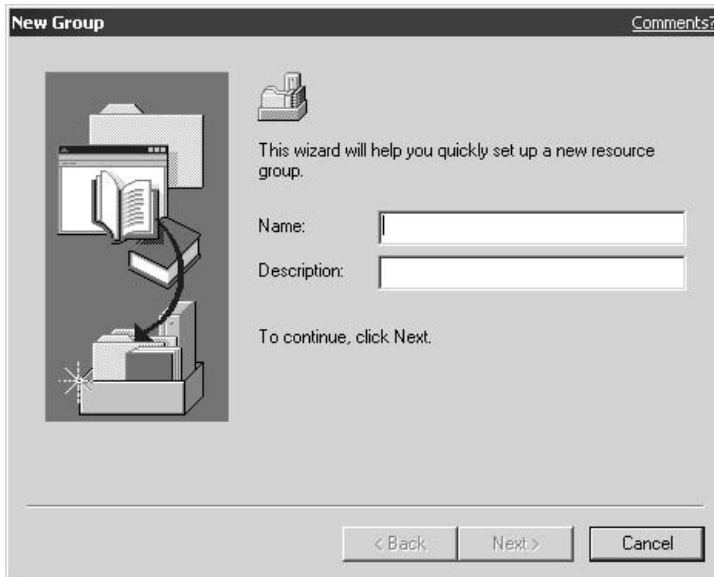 New Group Comments?
This wizard will help you quickly set up a new resource
group.
Name:
Description:
To continue, click Next.
< Back Next > Cancel